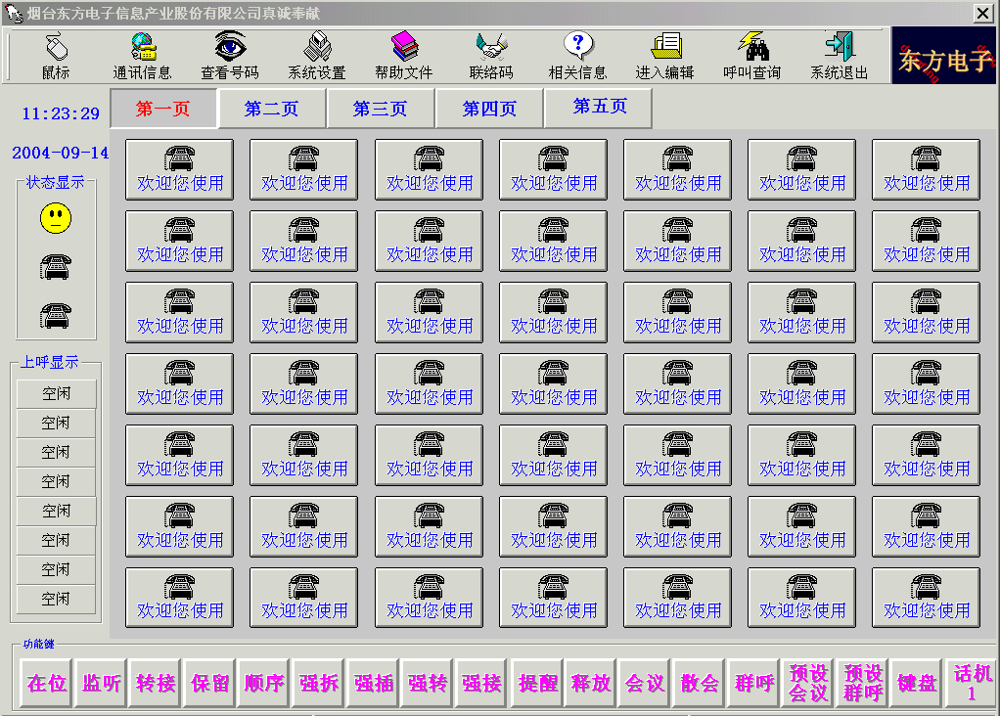 烟台东方电子信息产业股份有限公司真诚奉献
鼠标 通讯信息 查看号码 系统设置 帮助文件 联络码 相关信息 进入编辑 呼叫查询 系统退出 东方电子
11:23:29 第一页 第二页 第三页 第四页 第五页
2004-09-14
状态显示
欢迎您使用 欢迎您使用 欢迎您使用 欢迎您使用 欢迎您使用 欢迎您使用 欢迎您使用
欢迎您使用 欢迎您使用 欢迎您使用 欢迎您使用 欢迎您使用 欢迎您使用 欢迎您使用
欢迎您使用 欢迎您使用 欢迎您使用 欢迎您使用 欢迎您使用 欢迎您使用 欢迎您使用
上呼显示
空闲 欢迎您使用 欢迎您使用 欢迎您使用 欢迎您使用 欢迎您使用 欢迎您使用 欢迎您使用
空闲
空闲
欢迎您使用 欢迎您使用 欢迎您使用 欢迎您使用 欢迎您使用 欢迎您使用 欢迎您使用
空闲
空闲
空闲 欢迎您使用 欢迎您使用 欢迎您使用 欢迎您使用 欢迎您使用 欢迎您使用 欢迎您使用
空闲
空闲 欢迎您使用 欢迎您使用 欢迎您使用 欢迎您使用 欢迎您使用 欢迎您使用 欢迎您使用
功能键
在位 监听 转接 保留 顺序 强拆 强插 强转 强接 提醒 释放 会议 散会 群呼 预设会议 预设群呼 键盘 话机1